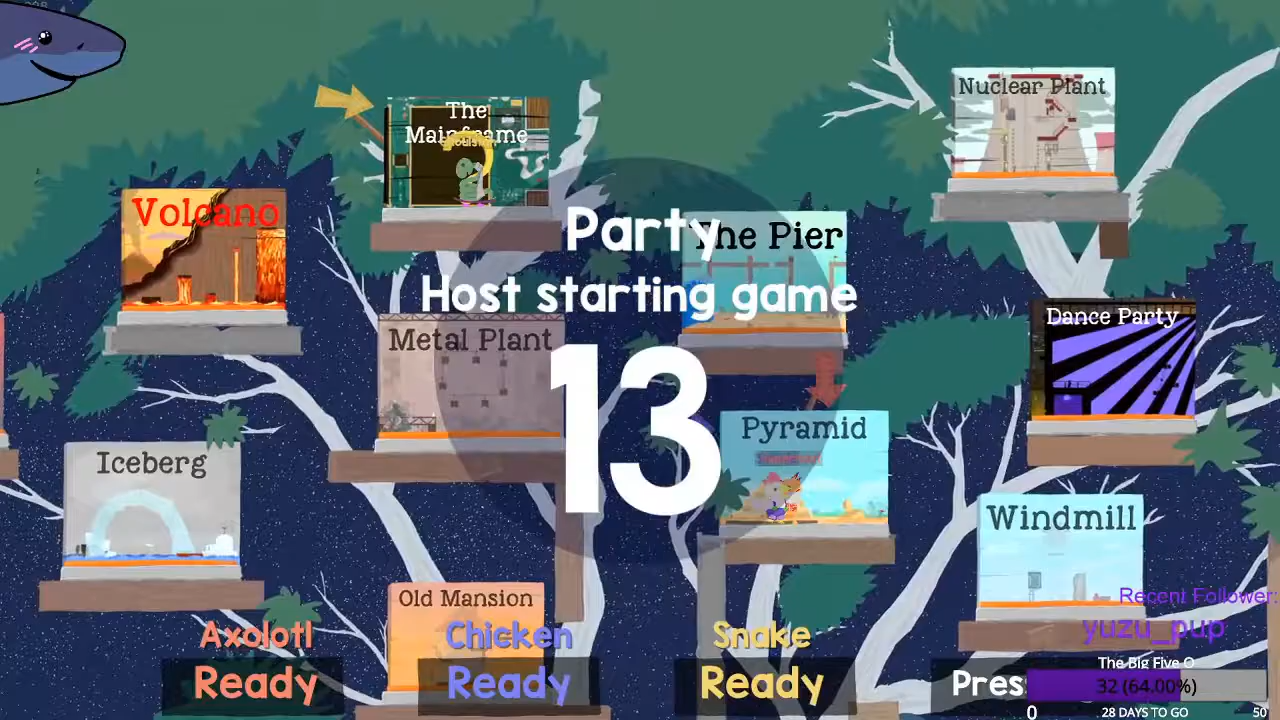 Nuclear Plant
The
Mainframe
Volcano
Party
The Pier
Host starting game
Dance Party
Metal Plant
13
Pyramid
Iceberg
Windmill
Old Mansion
Recent Follower:
yuzu_pup
Axolotl
Chicken
Snake
Ready
Ready
Ready
Pres
The Big Five O
32 (64.00%)
0
28 DAYS TO GO
50